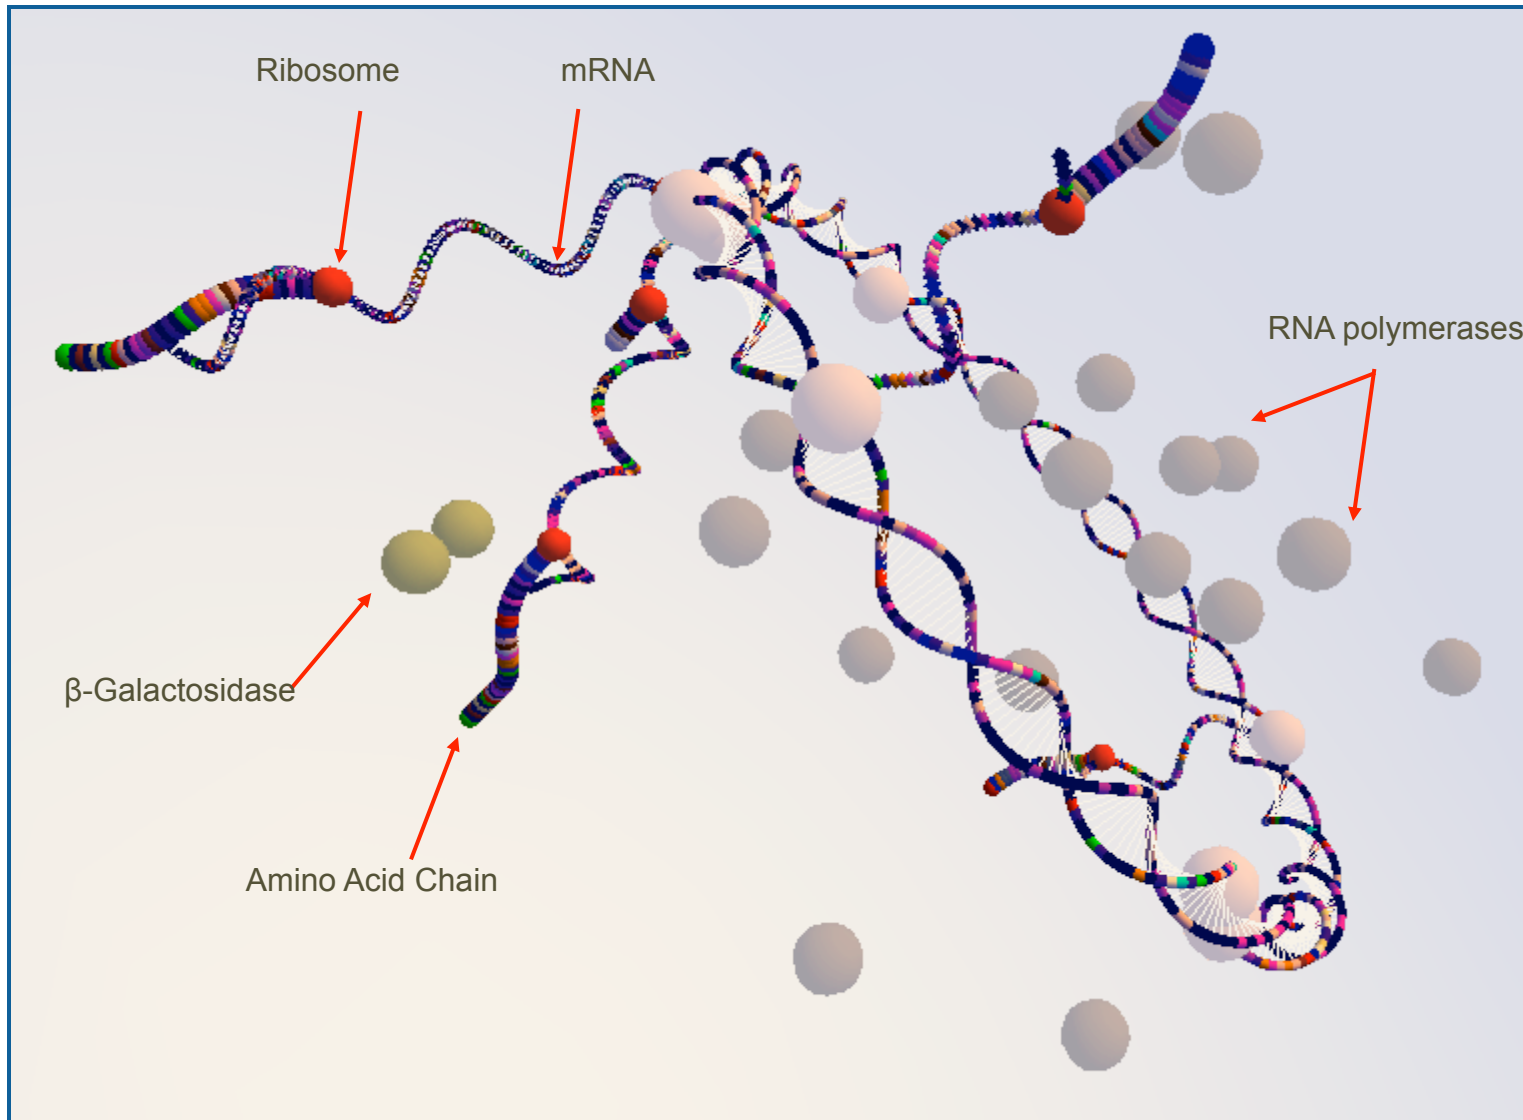 Ribosome
mRNA
RNA polymerases
β-Galactosidase
Amino Acid Chain